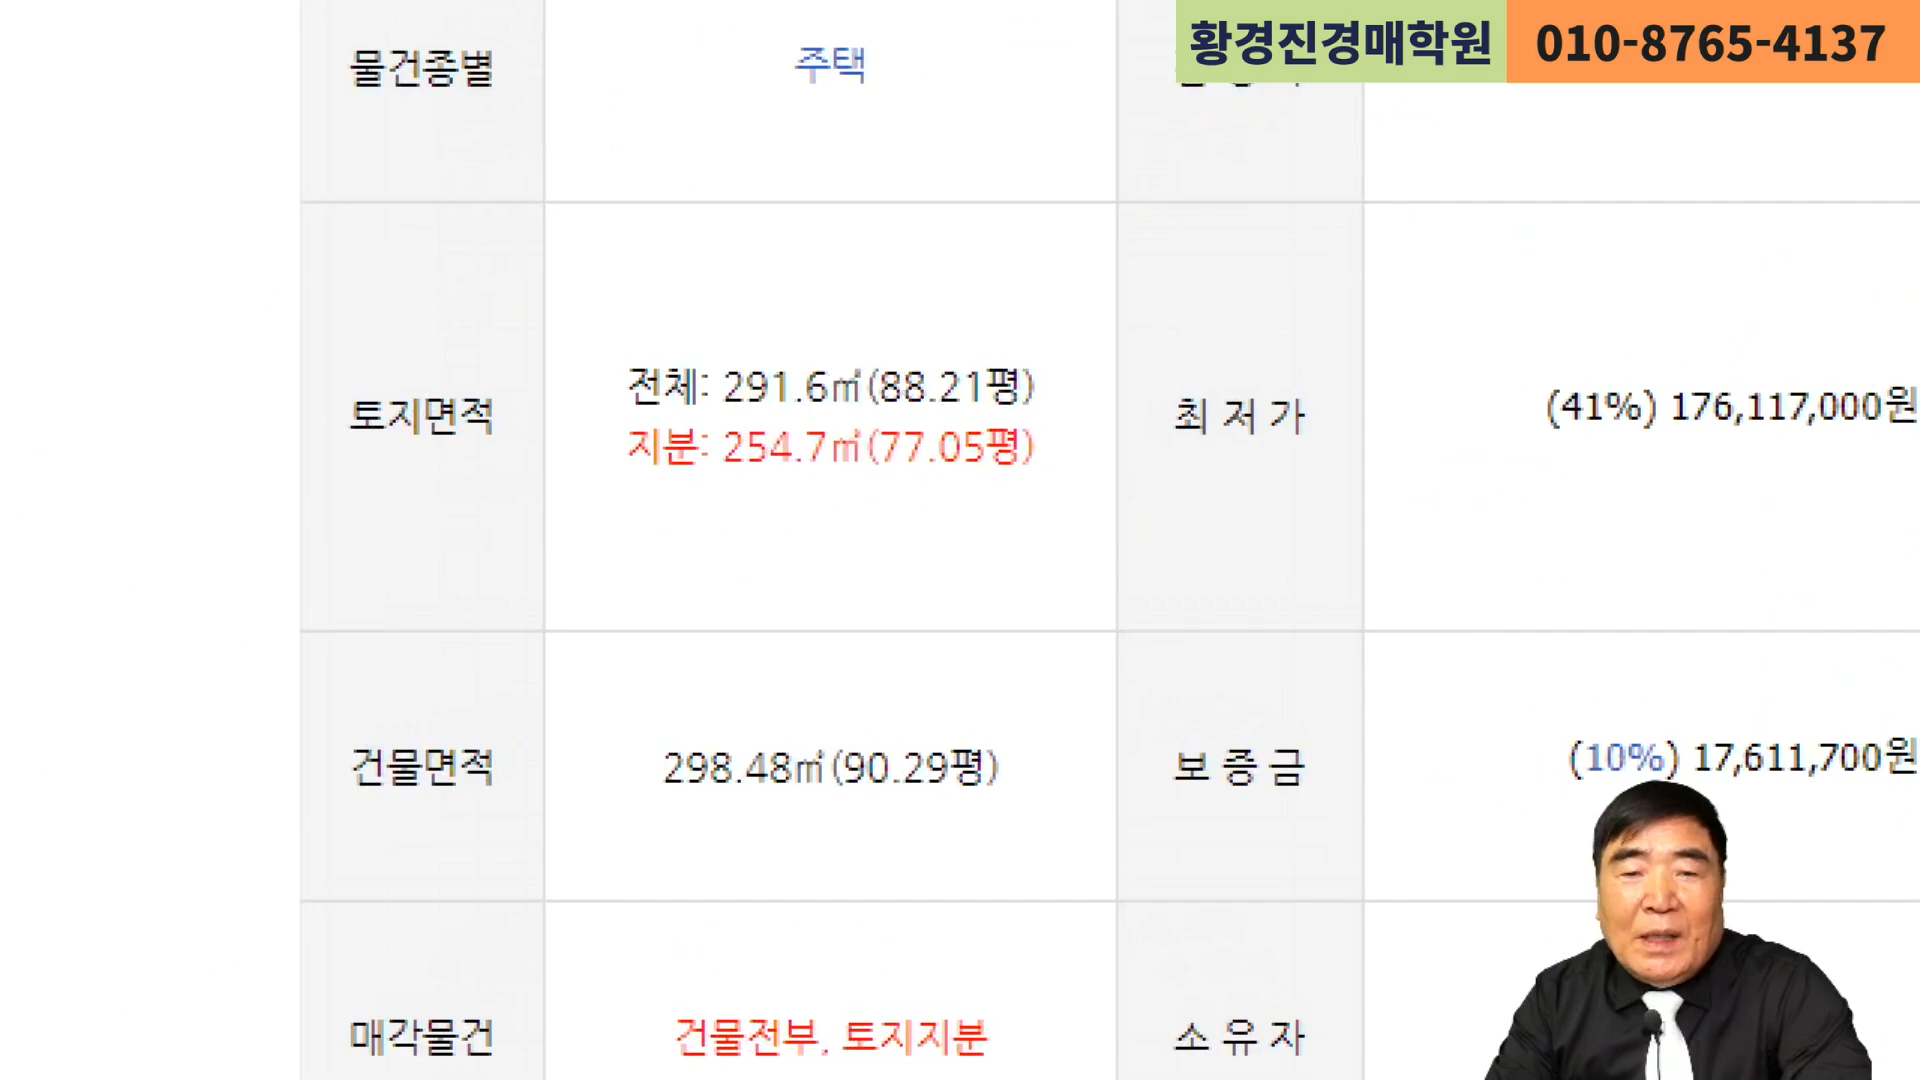 황경진경매학원 010-8765-4137
물건종별 주택
토지면적 전체: 291.6㎡(88.21평)
지분: 254.7㎡(77.05평)
최 저 가 (41%) 176,117,000원
건물면적 298.48㎡(90.29평) 보 증 금 (10%) 17,611,700원
매각물건 건물전부, 토지지분 소 유 자